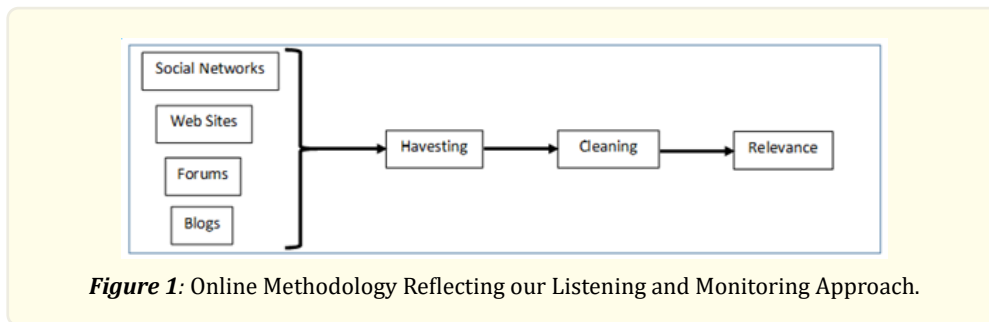 Social Networks
Web Sites
Forums
Blogs
Havesting
Cleaning
Relevance
Figure 1: Online Methodology Reflecting our Listening and Monitoring Approach.